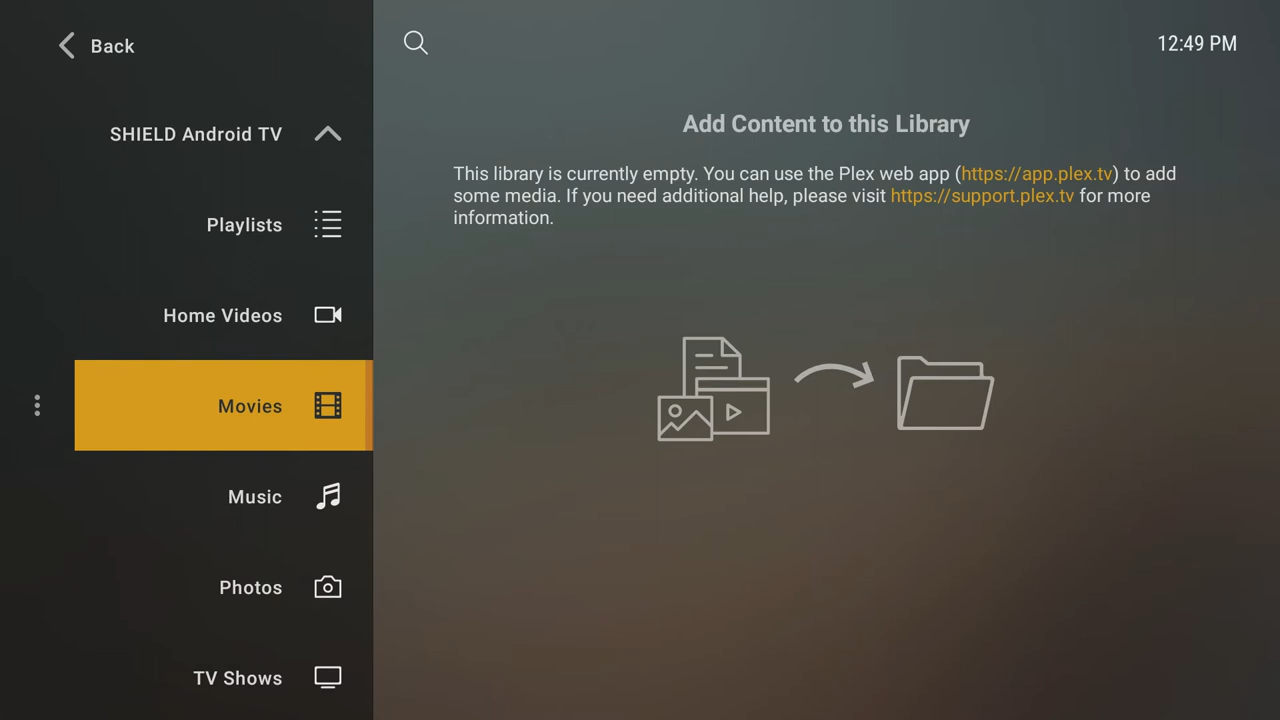 Back
12:49 PM
SHIELD Android TV
Playlists
Home Videos
Movies
Music
Photos
TV Shows
Add Content to this Library
This library is currently empty. You can use the Plex web app (https://app.plex.tv) to add
some media. If you need additional help, please visit https://support.plex.tv for more
information.